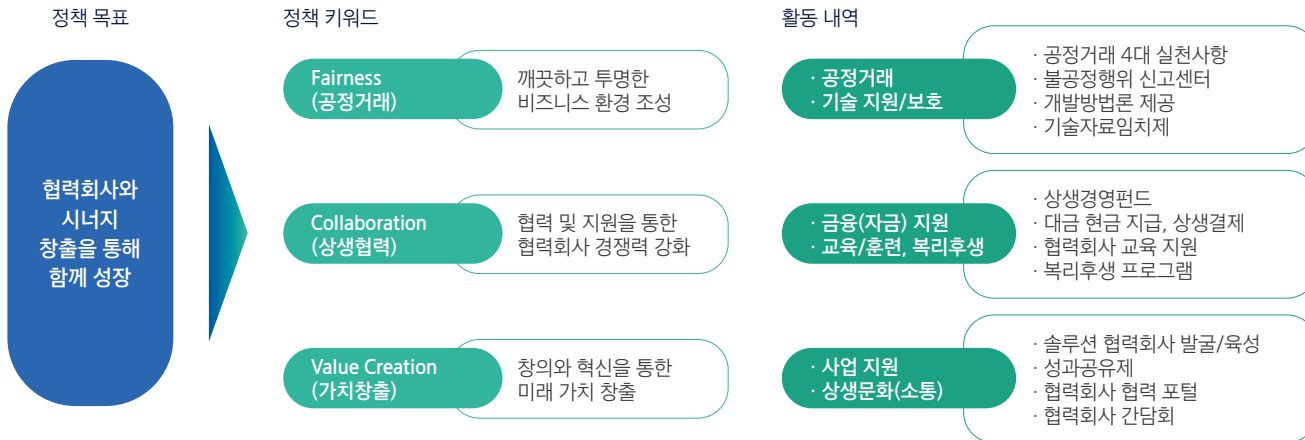 정책 목표
정책 키워드
활동 내역
협력회사와
시너지
창출을 통해
함께 성장
Fairness
(공정거래)
깨끗하고 투명한
비즈니스 환경 조성
· 공정거래
· 기술 지원/보호
· 공정거래 4대 실천사항
· 불공정행위 신고센터
· 개발방법론 제공
· 기술자료임치제
Collaboration
(상생협력)
협력 및 지원을 통한
협력회사 경쟁력 강화
· 금융(자금) 지원
· 교육/훈련, 복리후생
· 상생경영펀드
· 대금 현금 지급, 상생결제
· 협력회사 교육 지원
· 복리후생 프로그램
Value Creation
(가치창출)
창의와 혁신을 통한
미래 가치 창출
· 사업 지원
· 상생문화(소통)
· 솔루션 협력회사 발굴/육성
· 성과공유제
· 협력회사 협력 포털
· 협력회사 간담회